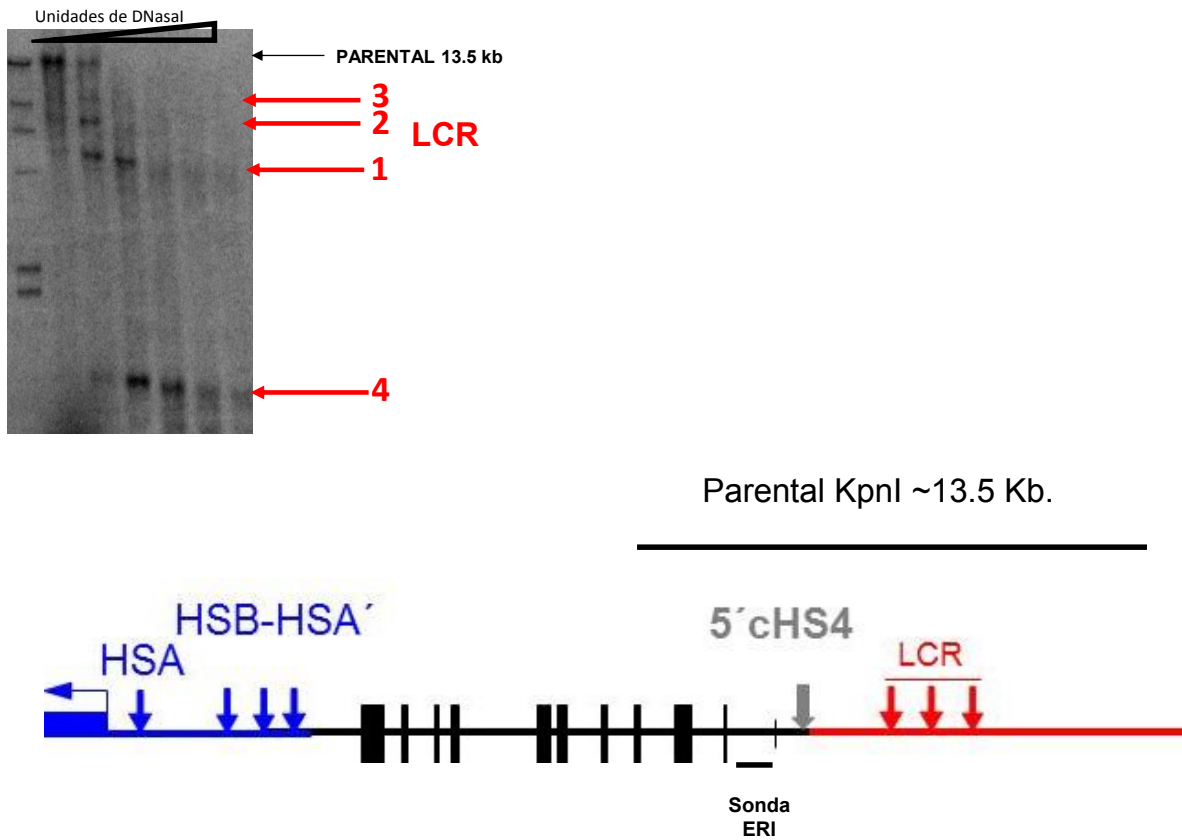 Unidades de DNasaI
PARENTAL 13.5 kb
3
2
LCR
1
4
Parental KpnI ~13.5 Kb.
HSB-HSA´
HSA
5´cHS4
LCR
Sonda
ERI